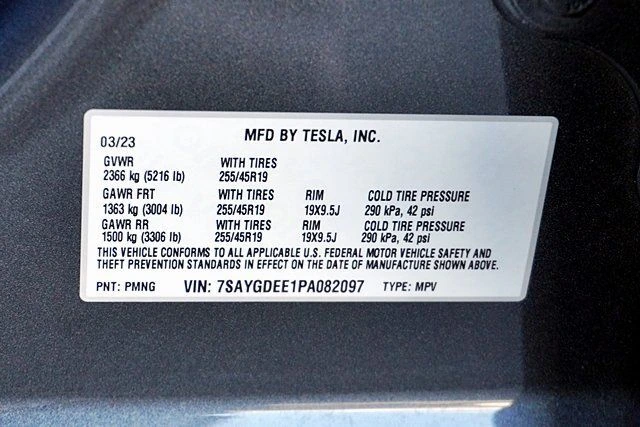 03/23 MFD BY TESLA, INC.
GVWR WITH TIRES
2366 kg (5216 lb) 255/45R19
GAWR FRT WITH TIRES RIM COLD TIRE PRESSURE
1363 kg (3004 lb) 255/45R19 19X9.5J 290 kPa, 42 psi
GAWR RR WITH TIRES RIM COLD TIRE PRESSURE
1500 kg (3306 lb) 255/45R19 19X9.5J 290 kPa, 42 psi
THIS VEHICLE CONFORMS TO ALL APPLICABLE U.S. FEDERAL MOTOR VEHICLE SAFETY AND
THEFT PREVENTION STANDARDS IN EFFECT ON THE DATE OF MANUFACTURE SHOWN ABOVE.
PNT: PMNG VIN: 7SAYGDEE1PA082097 TYPE: MPV